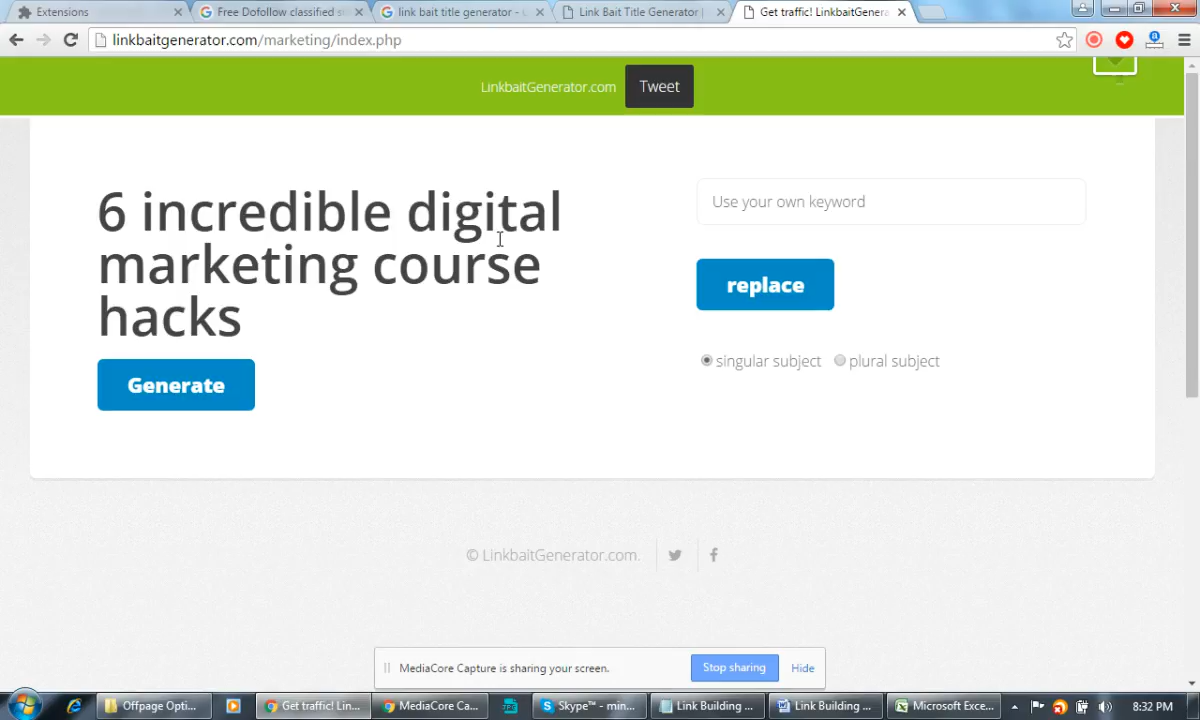 Extensions
Free Dofollow classified si
link bait title generator -
Link Bait Title Generator |
Get traffic! LinkbaitGenera
linkbaitgenerator.com/marketing/index.php
LinkbaitGenerator.com
Tweet
6 incredible digital
marketing course
hacks
Generate
Use your own keyword
replace
singular subject
plural subject
© LinkbaitGenerator.com.
MediaCore Capture is sharing your screen.
Stop sharing
Hide
Offpage Opti...
Get traffic! Lin...
MediaCore Ca...
Skype™ - min...
Link Building ...
Link Building ...
Microsoft Exce...
8:32 PM